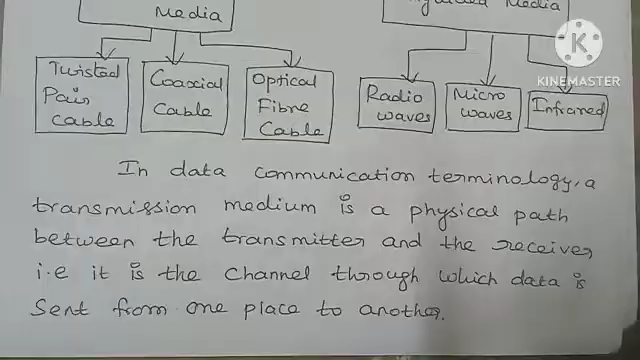 Media
Media
KINEMASTER
Twisted
Pair
Cable
Coaxial
Cable
Optical
Fibre
Cable
Radio
waves
Micro
waves
Infrared
In data communication terminology, a
transmission medium is a physical path
between the transmitter and the receiver,
i.e it is the channel through which data is
sent from one place to another.